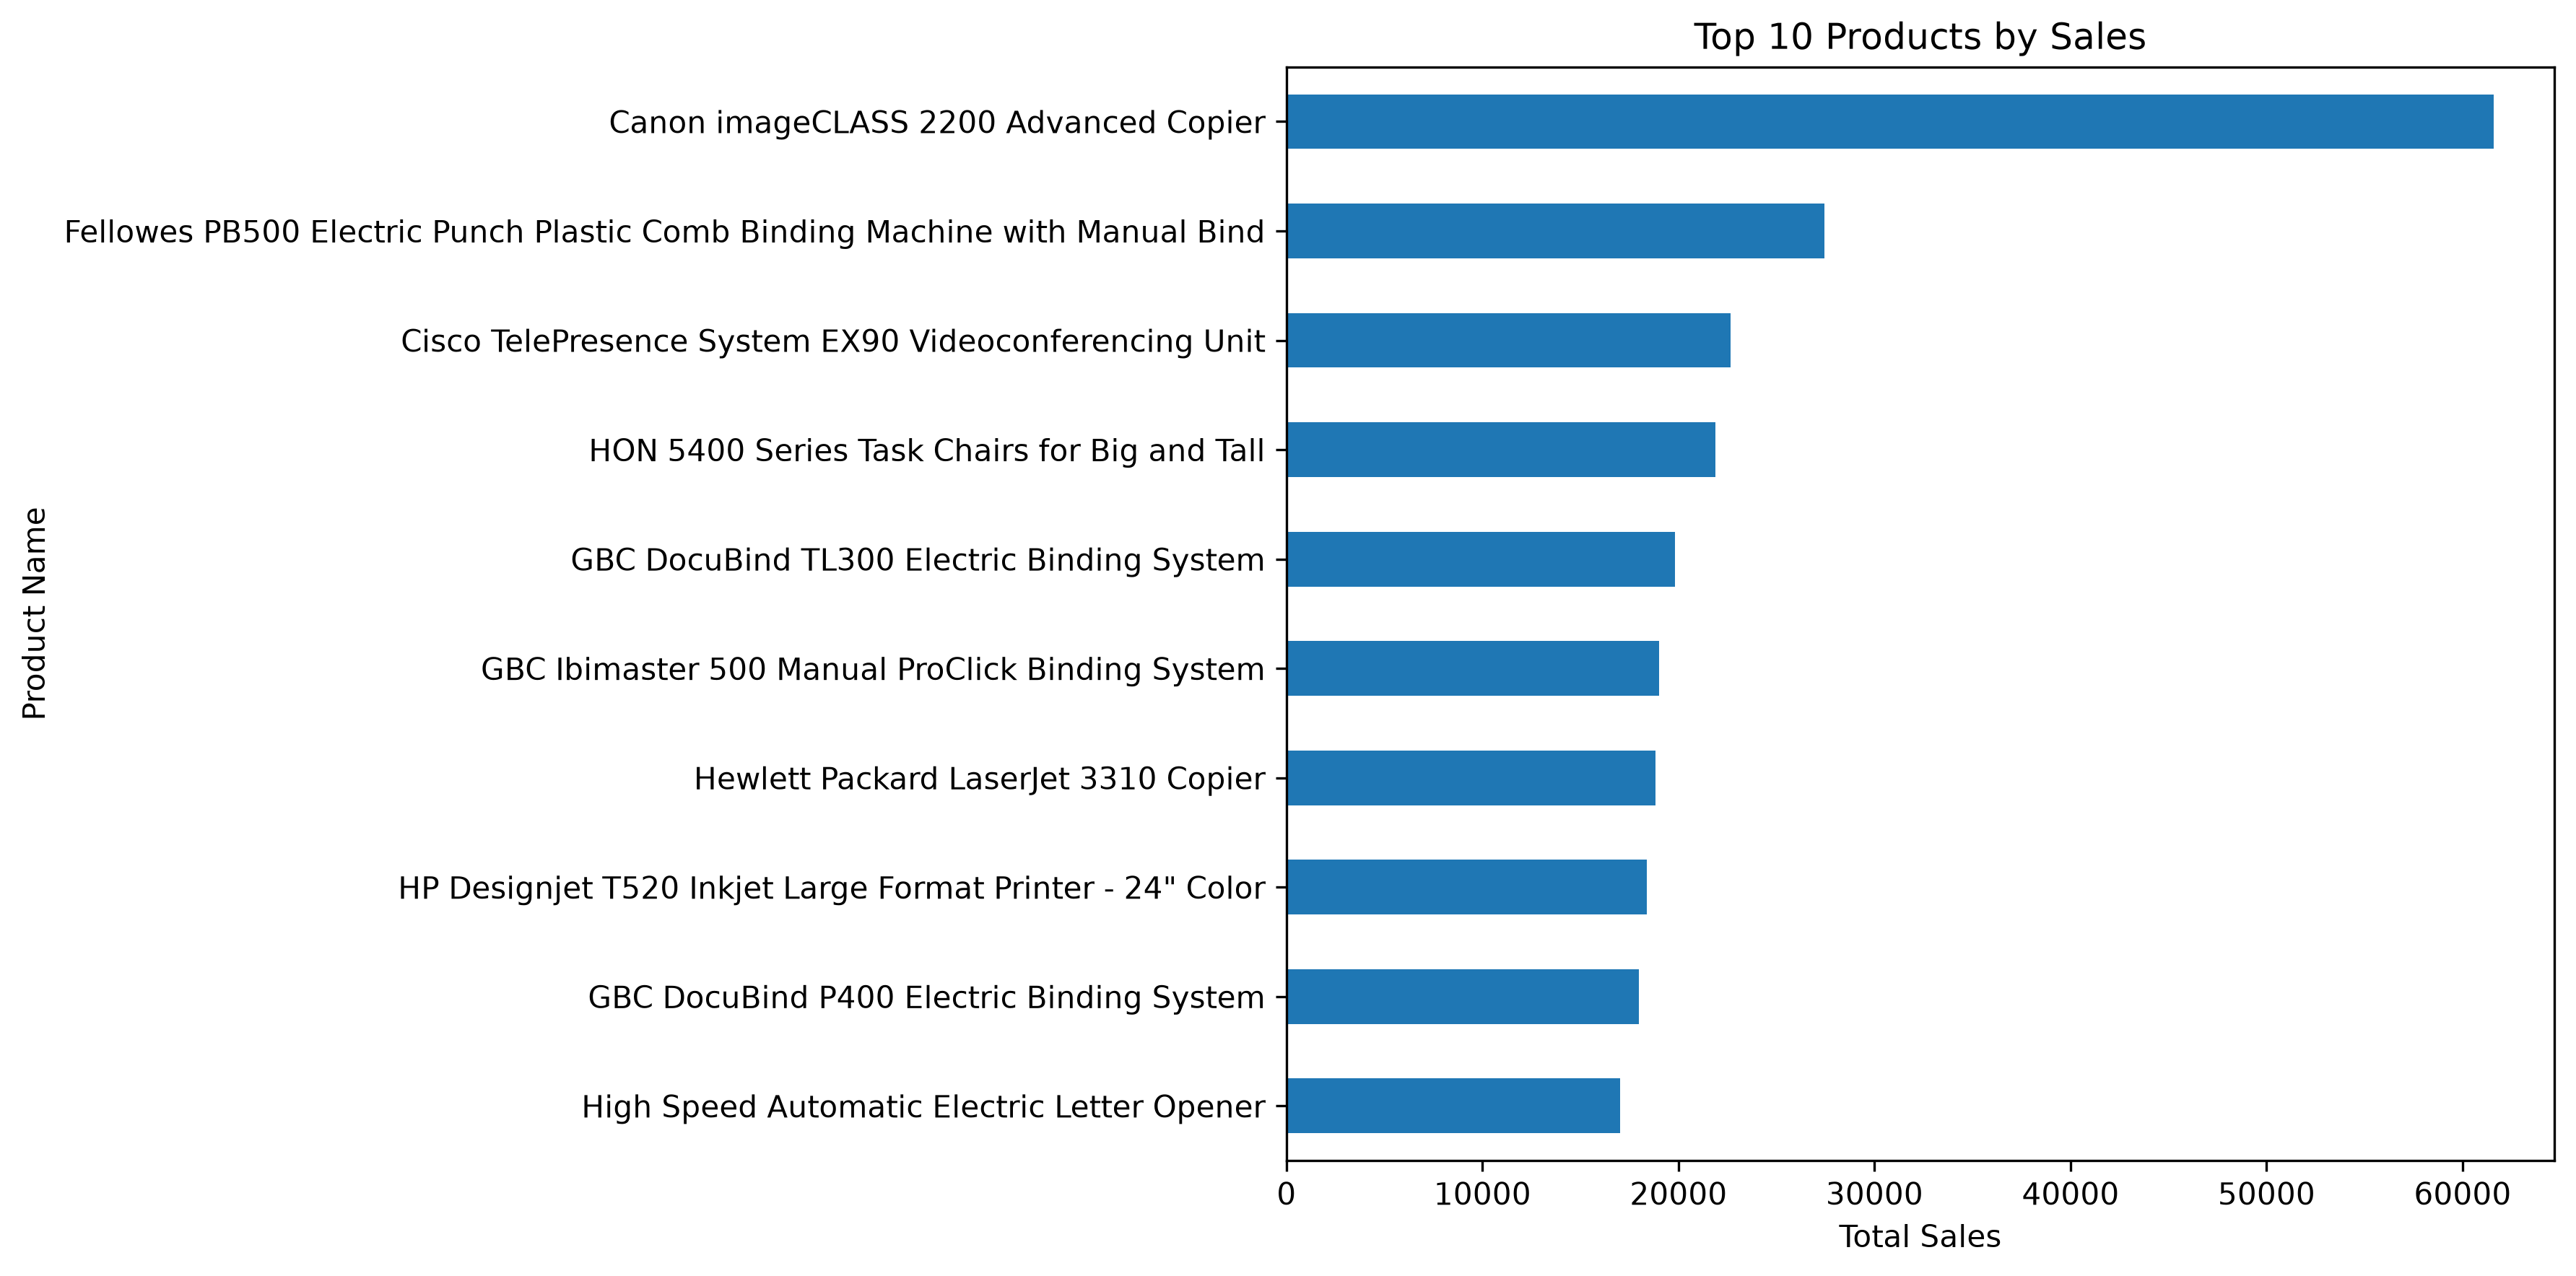 Top 10 Products by Sales
Canon imageCLASS 2200 Advanced Copier
Fellowes PB500 Electric Punch Plastic Comb Binding Machine with Manual Bind
Cisco TelePresence System EX90 Videoconferencing Unit
HON 5400 Series Task Chairs for Big and Tall
GBC DocuBind TL300 Electric Binding System
GBC Ibimaster 500 Manual ProClick Binding System
Hewlett Packard LaserJet 3310 Copier
HP Designjet T520 Inkjet Large Format Printer - 24" Color
GBC DocuBind P400 Electric Binding System
High Speed Automatic Electric Letter Opener
Product Name
0 10000 20000 30000 40000 50000 60000
Total Sales